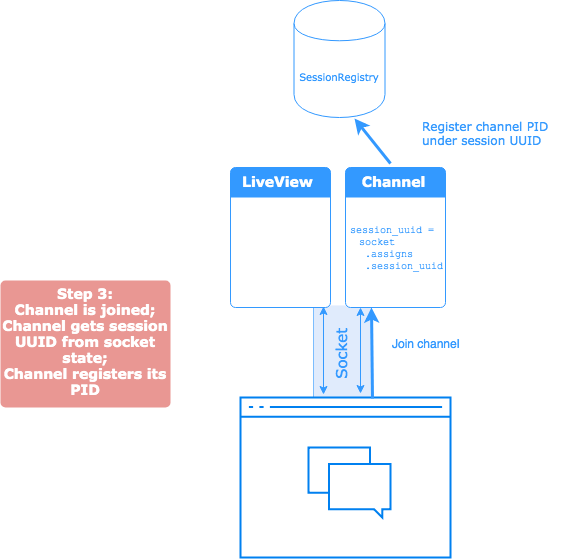 SessionRegistry
Register channel PID
under session UUID
LiveView
Channel
session_uuid =
socket
.assigns
.session_uuid
Step 3:
Channel is joined;
Channel gets session
UUID from socket
state;
Channel registers its
PID
Socket
Join channel